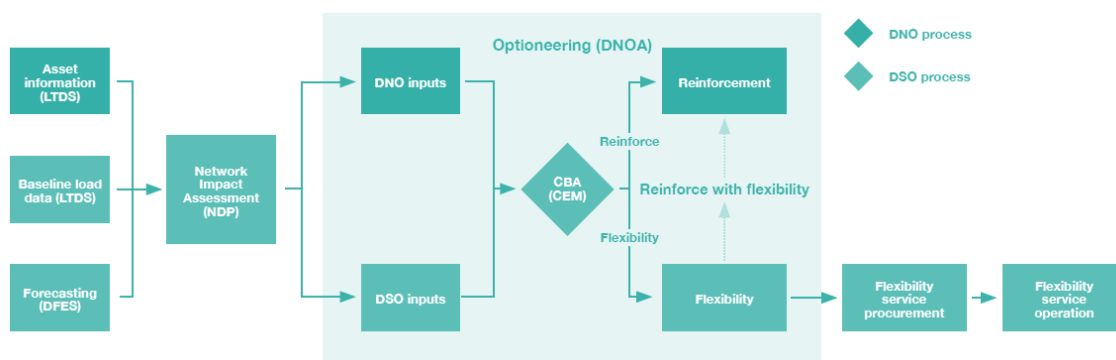 Optioneering (DNOA)
DNO process
DSO process
Asset
information
(LTDS)
DNO inputs
Reinforcement
Reinforce
Baseline load
data (LTDS)
Network
Impact
Assessment
(NDP)
CBA
(CEM)
Reinforce with flexibility
Flexibility
Forecasting
(DFES)
DSO inputs
Flexibility
Flexibility
service
procurement
Flexibility
service
operation